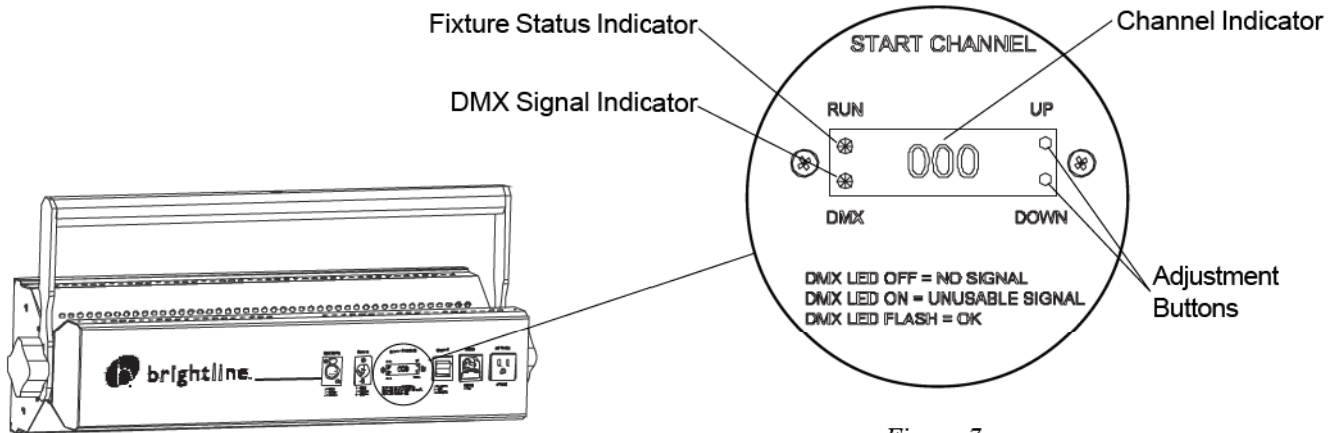 Fixture Status Indicator
Channel Indicator
START CHANNEL
DMX Signal Indicator
RUN
UP
000
DMX
DOWN
DMX LED OFF = NO SIGNAL
DMX LED ON = UNUSABLE SIGNAL
DMX LED FLASH = OK
Adjustment
Buttons
brightline
000